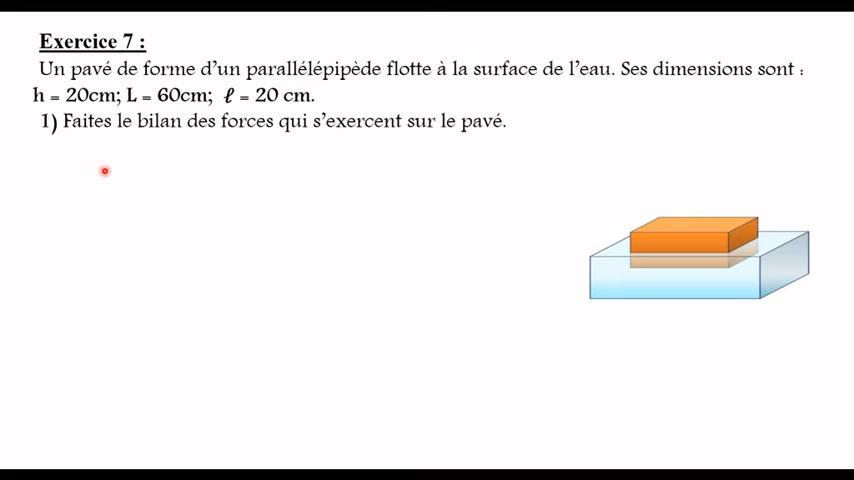 Exercice 7 :
Un pavé de forme d’un parallélépipède flotte à la surface de l’eau. Ses dimensions sont :
h = 20cm; L = 60cm; ℓ = 20 cm.
1) Faites le bilan des forces qui s’exercent sur le pavé.